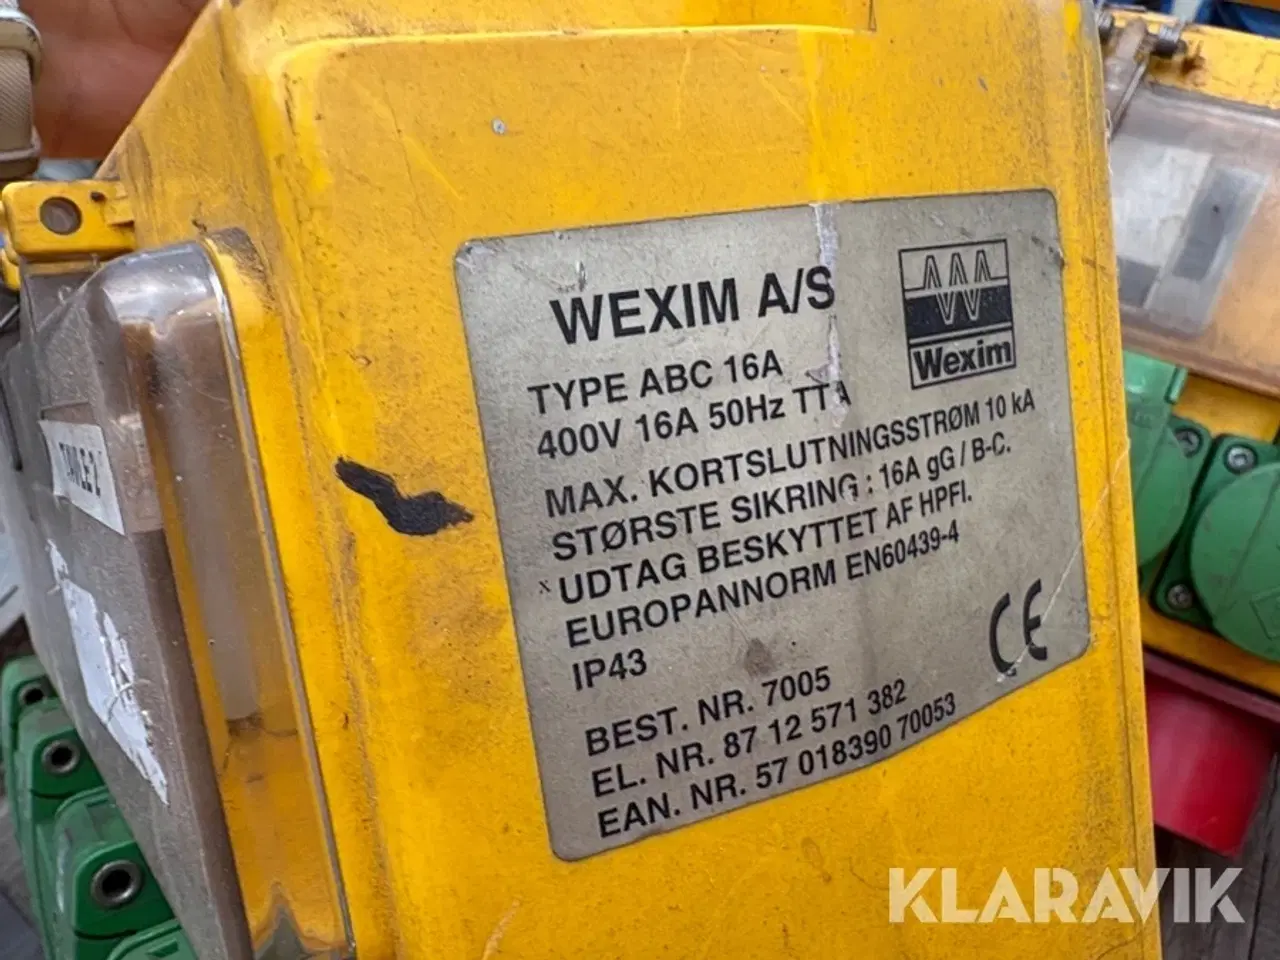 WEXIM A/S
Wexim
TYPE ABC 16A
400V 16A 50Hz TTA
MAX. KORTSLUTNINGSSTRØM 10 kA
STØRSTE SIKRING : 16A gG / B-C.
x UDTAG BESKYTTET AF HPFI.
EUROPANNORM EN60439-4
IP43
CE
BEST. NR. 7005
EL. NR. 87 12 571 382
EAN. NR. 57 018390 70053
KLARAVIK